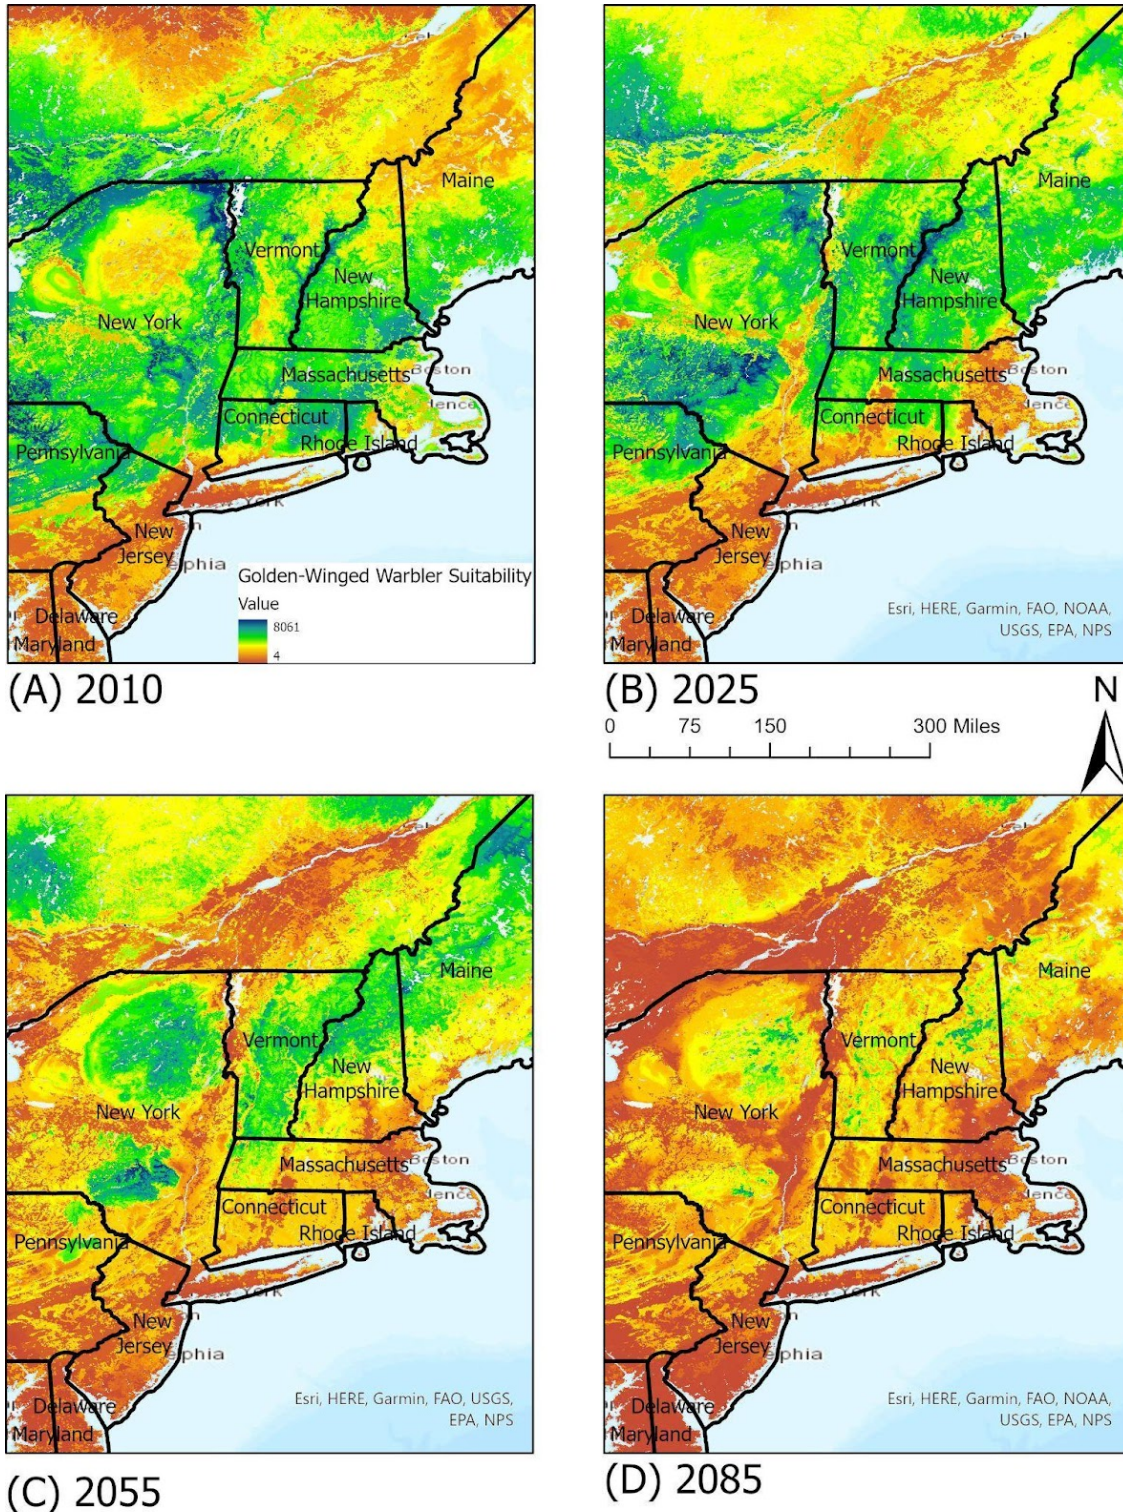 Maine
Vermont
New
Hampshire
New York
Massachusetts
Boston
Connecticut
Rhode Island
Pennsylvania
New
Jersey
Delaware
Maryland
Golden-Winged Warbler Suitability
Value
8061
4
(A) 2010
Maine
Vermont
New
Hampshire
New York
Massachusetts
Boston
Connecticut
Rhode Island
Pennsylvania
New
Jersey
Delaware
Maryland
Esri, HERE, Garmin, FAO, NOAA,
USGS, EPA, NPS
(B) 2025
N
0 75 150 300 Miles
Maine
Vermont
New
Hampshire
New York
Massachusetts
Boston
Connecticut
Rhode Island
Pennsylvania
New
Jersey
Delaware
Maryland
Esri, HERE, Garmin, FAO, USGS,
EPA, NPS
(C) 2055
Maine
Vermont
New
Hampshire
New York
Massachusetts
Boston
Connecticut
Rhode Island
Pennsylvania
New
Jersey
Delaware
Maryland
Esri, HERE, Garmin, FAO, NOAA,
USGS, EPA, NPS
(D) 2085